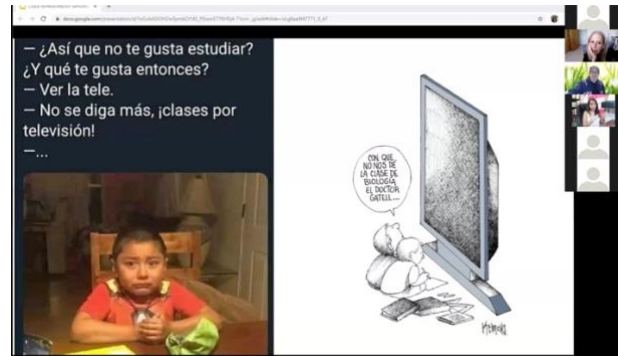 — ¿Así que no te gusta estudiar?
¿Y qué te gusta entonces?
— Ver la tele.
— No se diga más, ¡clases por
televisión!
—...
CON QUE
NO NOS DE
LA CLASE DE
BIOLOGÍA
EL DOCTOR
GATELL...